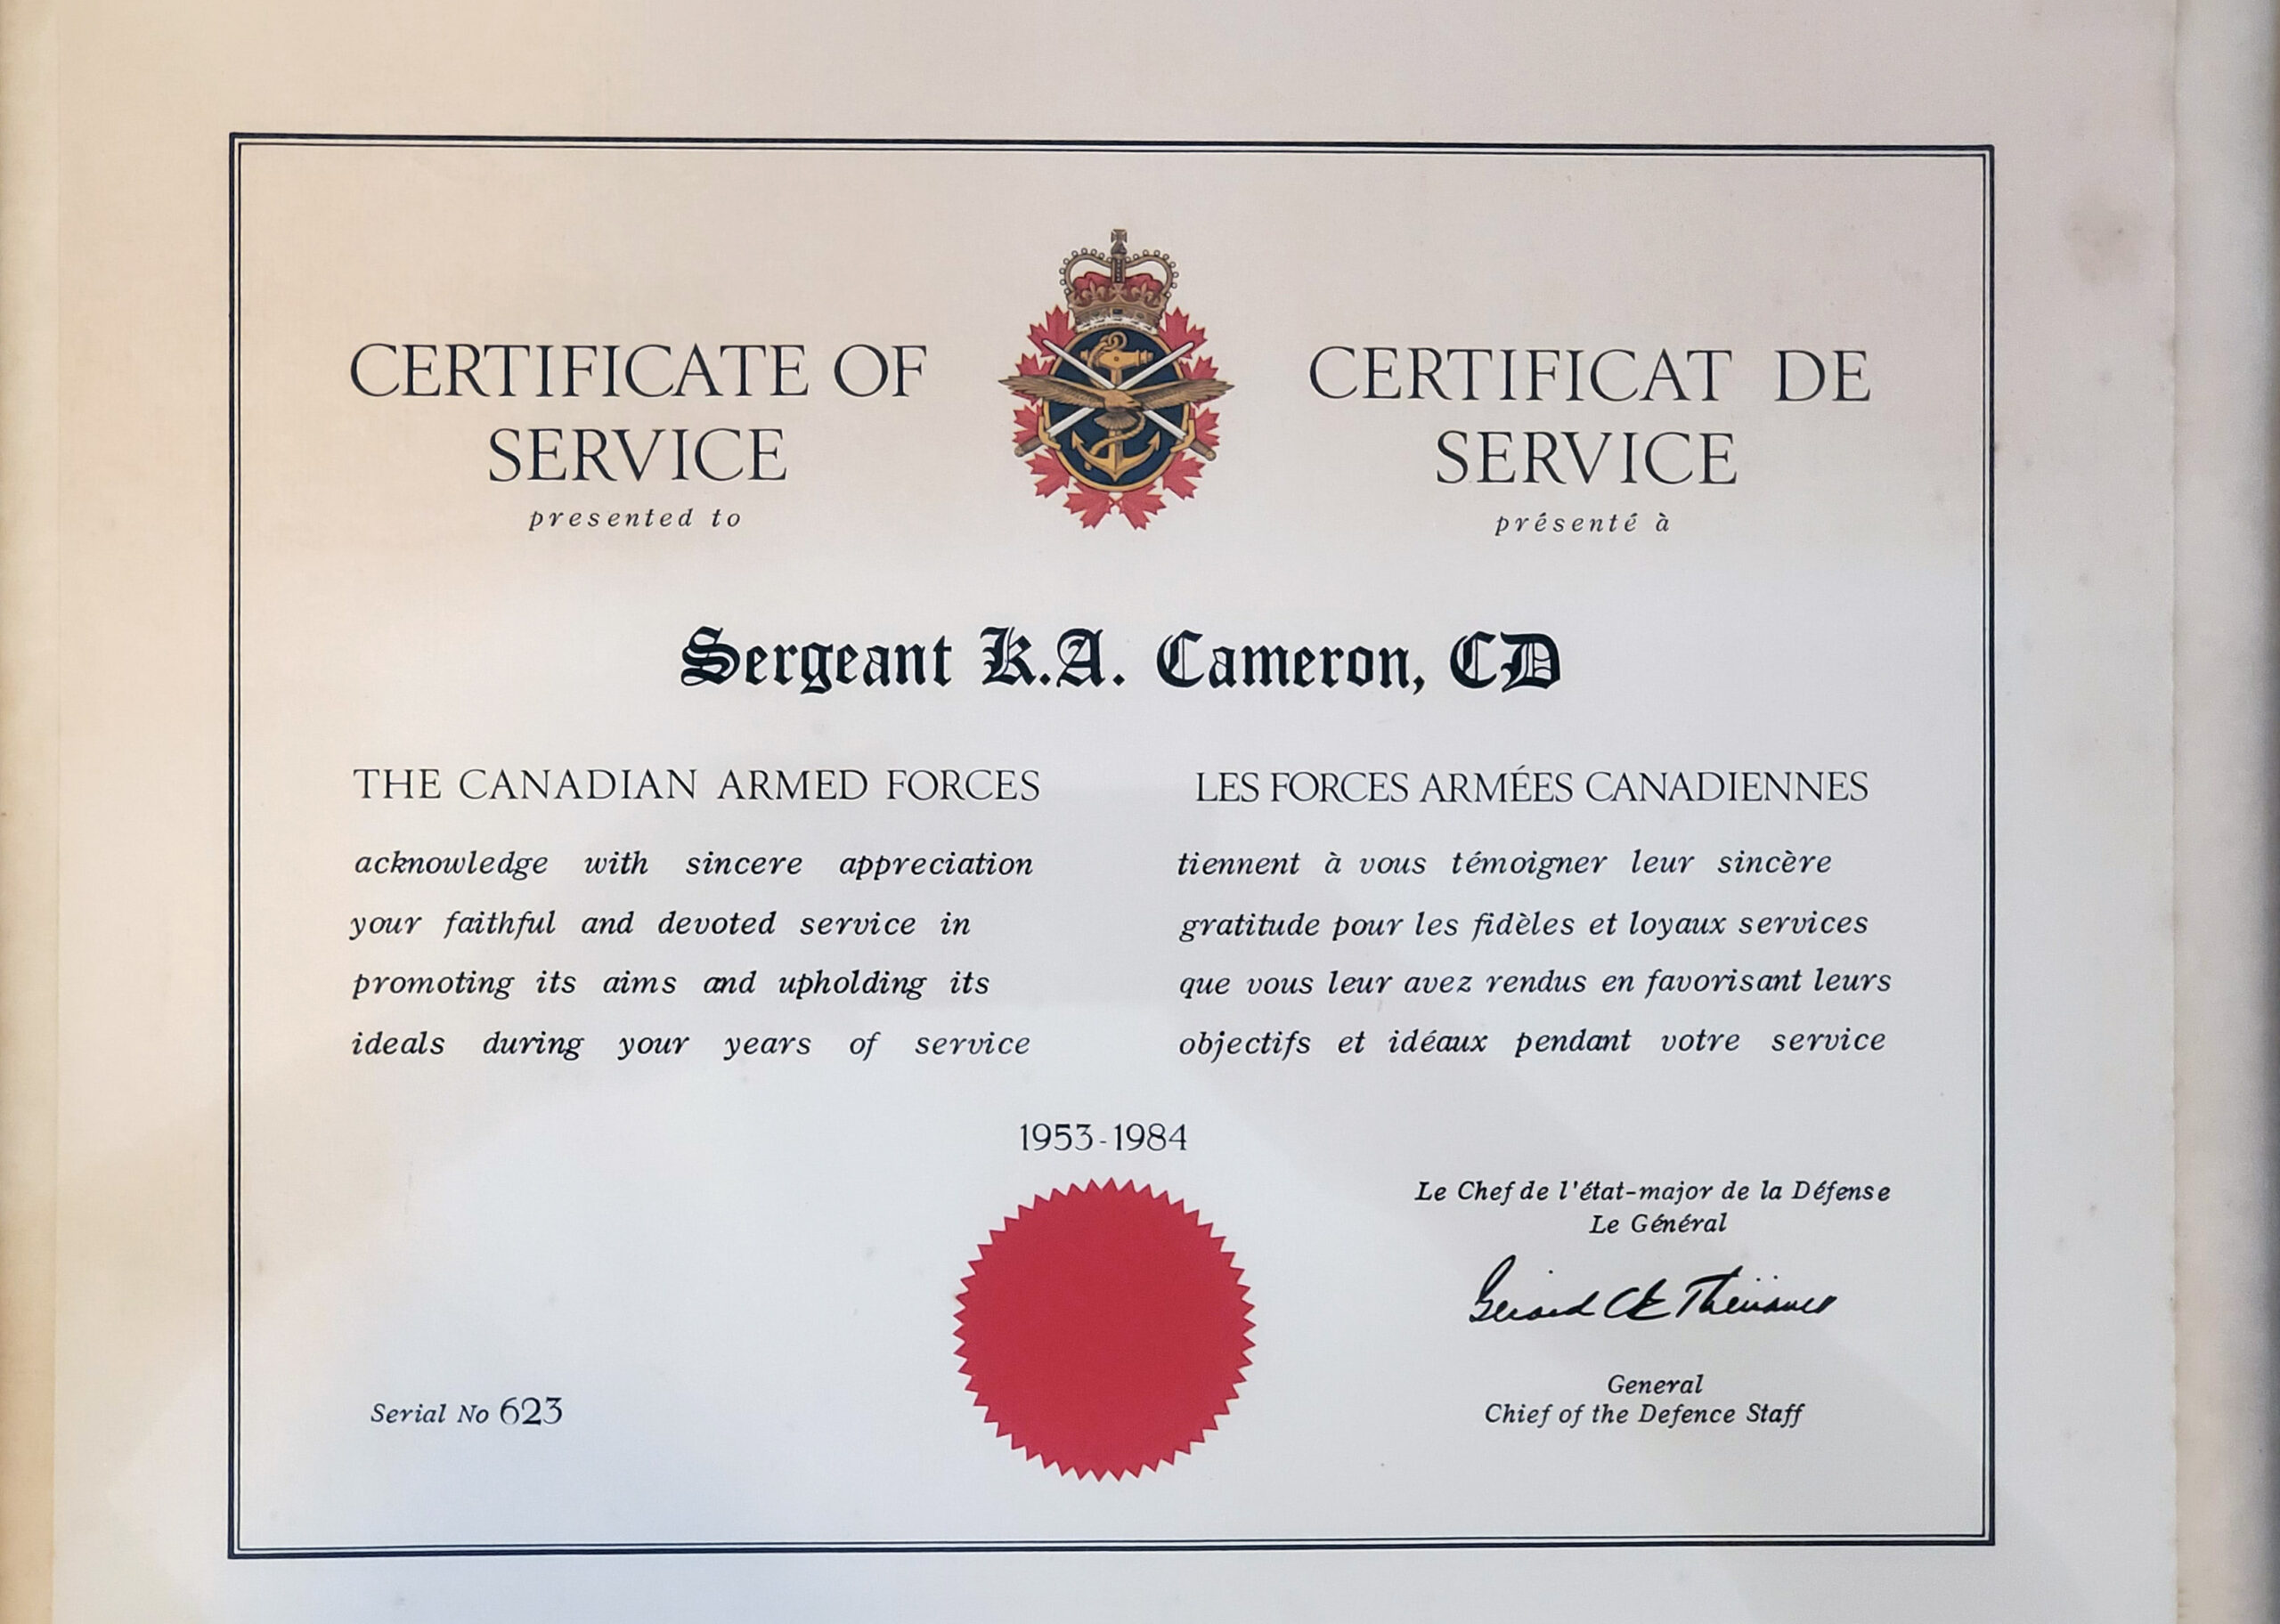 CERTIFICATE OF
SERVICE
presented to
CERTIFICAT DE
SERVICE
présenté à
Sergeant K.A. Cameron, CD
THE CANADIAN ARMED FORCES
acknowledge with sincere appreciation
your faithful and devoted service in
promoting its aims and upholding its
ideals during your years of service
LES FORCES ARMÉES CANADIENNES
tiennent à vous témoigner leur sincère
gratitude pour les fidèles et loyaux services
que vous leur avez rendus en favorisant leurs
objectifs et idéaux pendant votre service
1953-1984
Le Chef de l'état-major de la Défense
Le Général
Gérard CE Thériault
General
Chief of the Defence Staff
Serial No 623